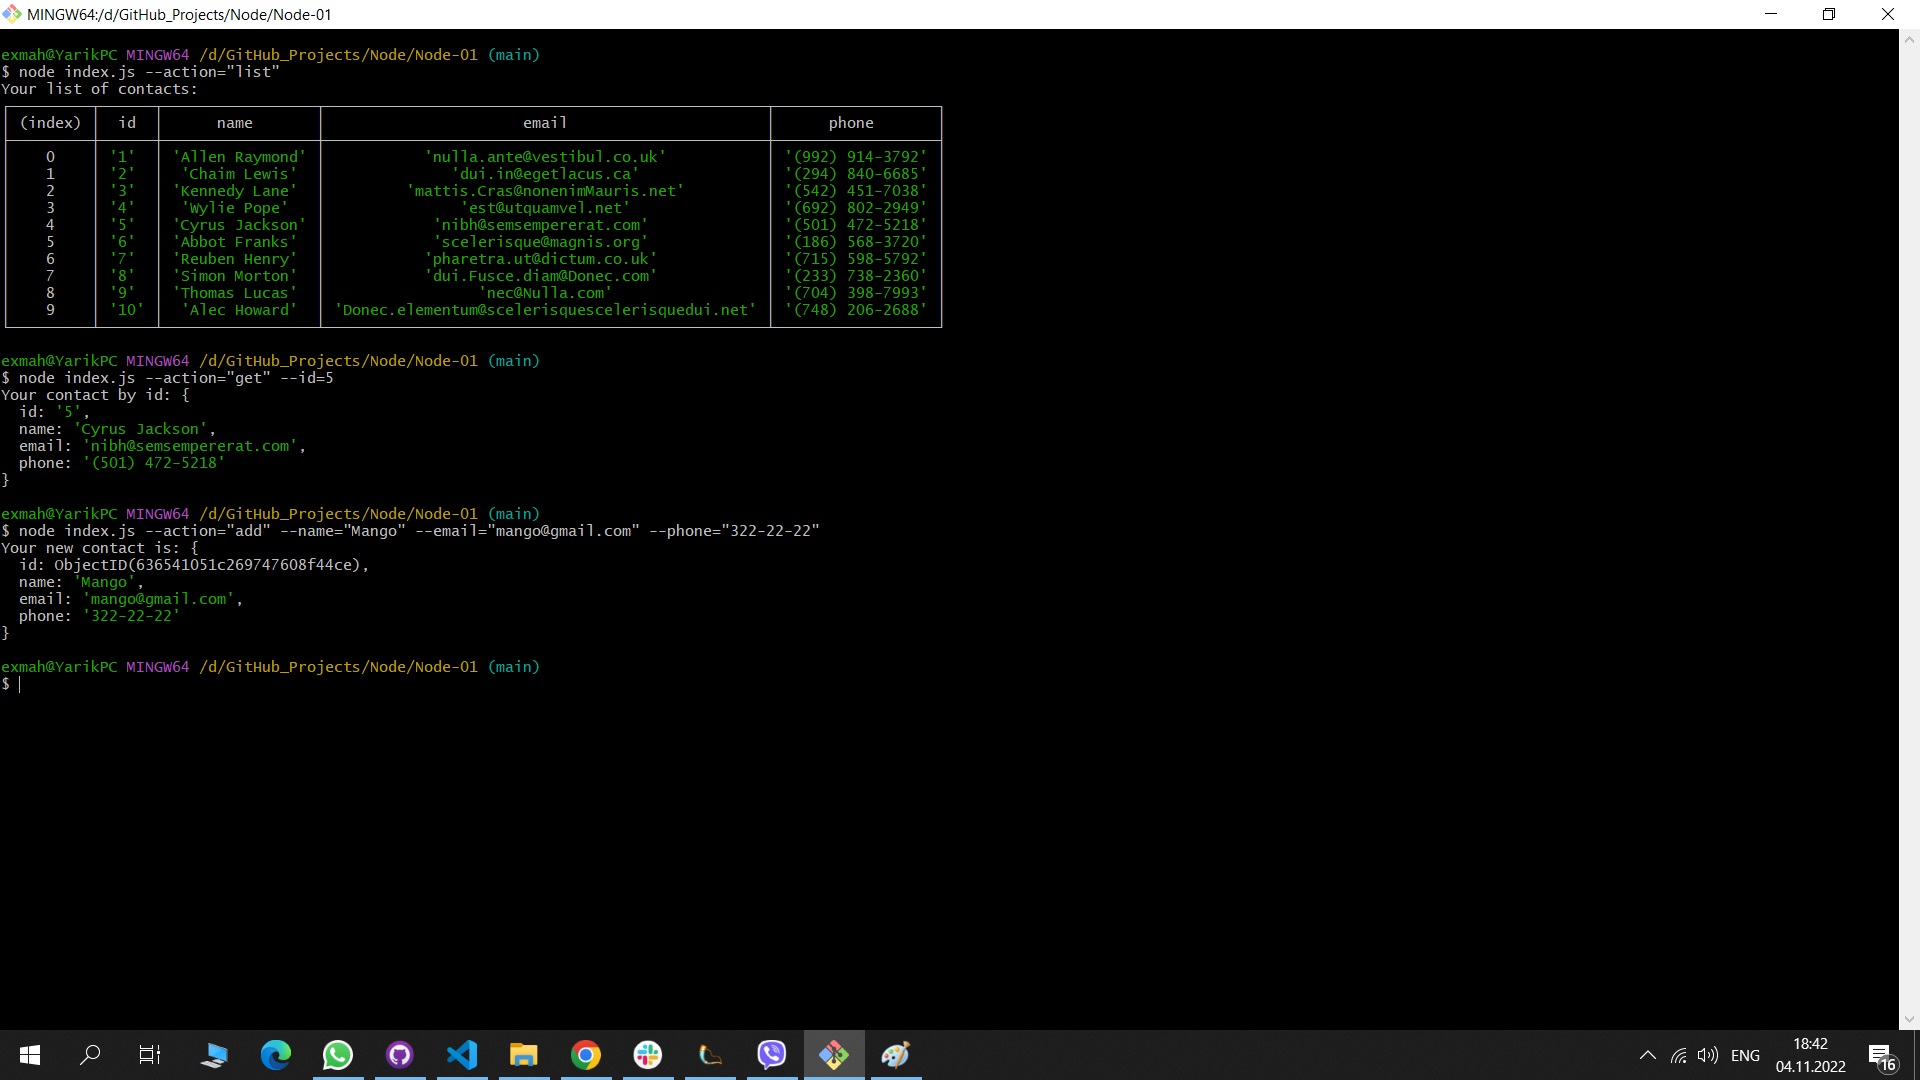 MINGW64:/d/GitHub_Projects/Node/Node-01
exmah@YarikPC MINGW64 /d/GitHub_Projects/Node/Node-01 (main)
$ node index.js --action="list"
Your list of contacts:
(index) id name email phone
0 '1' 'Allen Raymond' 'nulla.ante@vestibul.co.uk' '(992) 914-3792'
1 '2' 'Chaim Lewis' 'dui.in@egetlacus.ca' '(294) 840-6685'
2 '3' 'Kennedy Lane' 'mattis.Cras@nonenimMauris.net' '(542) 451-7038'
3 '4' 'Wylie Pope' 'est@utquamvel.net' '(692) 802-2949'
4 '5' 'Cyrus Jackson' 'nibh@semsempererat.com' '(501) 472-5218'
5 '6' 'Abbot Franks' 'scelerisque@magnis.org' '(186) 568-3720'
6 '7' 'Reuben Henry' 'pharetra.ut@dictum.co.uk' '(715) 598-5792'
7 '8' 'Simon Morton' 'dui.Fusce.diam@Donec.com' '(233) 738-2360'
8 '9' 'Thomas Lucas' 'nec@Nulla.com' '(704) 398-7993'
9 '10' 'Alec Howard' 'Donec.elementum@scelerisquescelerisquedui.net' '(748) 206-2688'
exmah@YarikPC MINGW64 /d/GitHub_Projects/Node/Node-01 (main)
$ node index.js --action="get" --id=5
Your contact by id: {
  id: '5',
  name: 'Cyrus Jackson',
  email: 'nibh@semsempererat.com',
  phone: '(501) 472-5218'
}
exmah@YarikPC MINGW64 /d/GitHub_Projects/Node/Node-01 (main)
$ node index.js --action="add" --name="Mango" --email="mango@gmail.com" --phone="322-22-22"
Your new contact is: {
  id: ObjectID(636541051c269747608f44ce),
  name: 'Mango',
  email: 'mango@gmail.com',
  phone: '322-22-22'
}
exmah@YarikPC MINGW64 /d/GitHub_Projects/Node/Node-01 (main)
$
ENG
18:42
04.11.2022
16